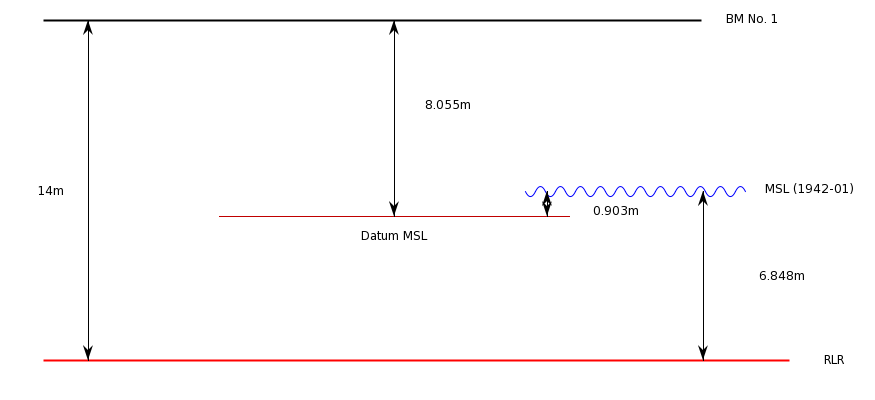 BM No. 1
8.055m
14m
MSL (1942-01)
0.903m
Datum MSL
6.848m
RLR